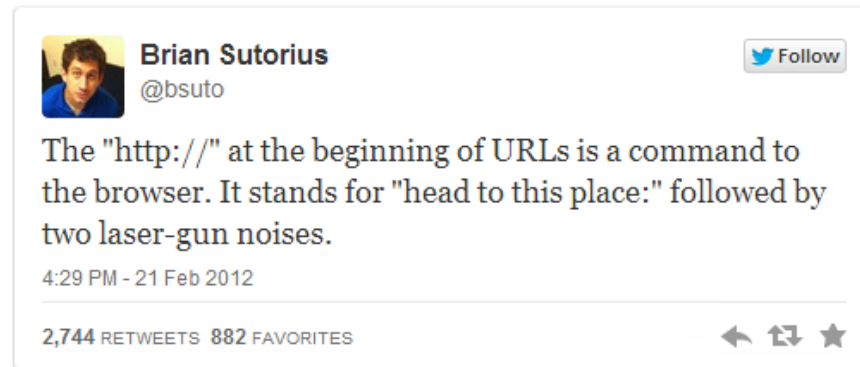 Brian Sutorius
Follow
@bsuto
The "http://" at the beginning of URLs is a command to
the browser. It stands for "head to this place:" followed by
two laser-gun noises.
4:29 PM - 21 Feb 2012
2,744 RETWEETS 882 FAVORITES